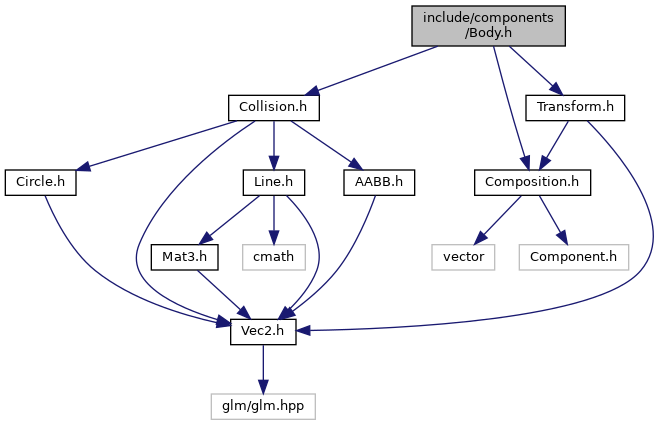 include/components
/Body.h
Collision.h
Transform.h
Circle.h
Line.h
AABB.h
Composition.h
Mat3.h
cmath
vector
Component.h
Vec2.h
glm/glm.hpp